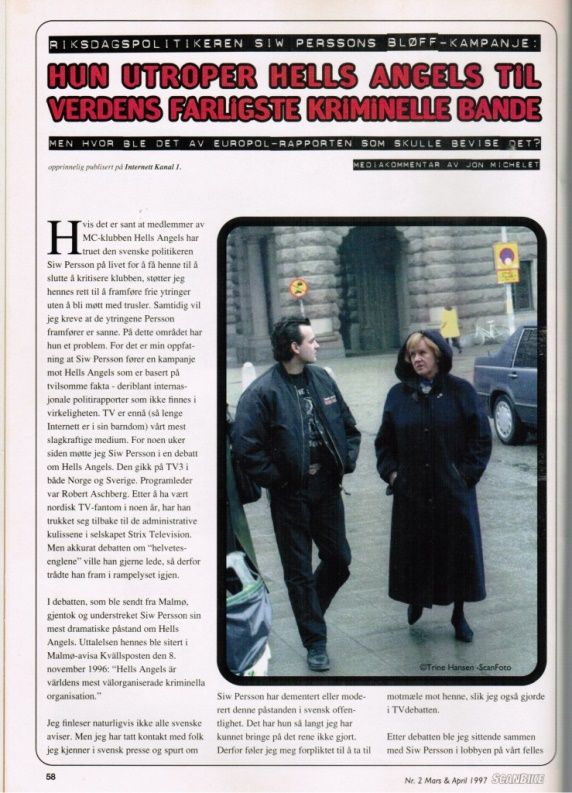 RIKSDAGSPOLITIKEREN SIW PERSSONS BLØFF-KAMPANJE:
HUN UTROPER HELLS ANGELS TIL
VERDENS FARLIGSTE KRIMINELLE BANDE
MEN HVOR BLE DET AV EUROPOL-RAPPORTEN SOM SKULLE BEVISE DET?
opprinnelig publisert på Internett Kanal 1.
MEDIAKOMMENTAR AV JON MICHELET
Hvis det er sant at medlemmer av
MC-klubben Hells Angels har
truet den svenske politikeren
Siw Persson på livet for å få henne til å
slutte å kritisere klubben, støtter jeg
hennes rett til å framføre frie ytringer
uten å bli møtt med trusler. Samtidig vil
jeg kreve at de ytringene Persson
framfører er sanne. På dette området har
hun et problem. For det er min oppfat-
ning at Siw Persson fører en kampanje
mot Hells Angels som er basert på
tvilsomme fakta - deriblant internas-
jonale politirapporter som ikke finnes i
virkeligheten. TV er ennå (så lenge
Internett er i sin barndom) vårt mest
slagkraftige medium. For noen uker
siden møtte jeg Siw Persson i en debatt
om Hells Angels. Den gikk på TV3 i
både Norge og Sverige. Programleder
var Robert Aschberg. Etter å ha vært
nordisk TV-fantom i noen år, har han
trukket seg tilbake til de administrative
kulissene i selskapet Strix Television.
Men akkurat debatten om "helvetes-
englene" ville han gjerne lede, så derfor
trådte han fram i rampelyset igjen.
I debatten, som ble sendt fra Malmø,
gjentok og understreket Siw Persson sin
mest dramatiske påstand om Hells
Angels. Uttalelsen hennes ble sitert i
Malmø-avisa Kvällsposten den 8.
november 1996: "Hells Angels är
världens mest välorganiserade kriminella
organisation."
Jeg finleser naturligvis ikke alle svenske
aviser. Men jeg har tatt kontakt med folk
jeg kjenner i svensk presse og spurt om
©Trine Hansen -ScanFoto
Siw Persson har dementert eller mode-
rert denne påstanden i svensk offen-
tlighet. Det har hun så langt jeg har
kunnet bringe på det rene ikke gjort.
Derfor føler jeg meg forpliktet til å ta til
motmæle mot henne, slik jeg også gjorde
i TVdebatten.
Etter debatten ble jeg sittende sammen
med Siw Persson i lobbyen på vårt felles
58
Nr. 2 Mars & April 1997 SCANBIKE